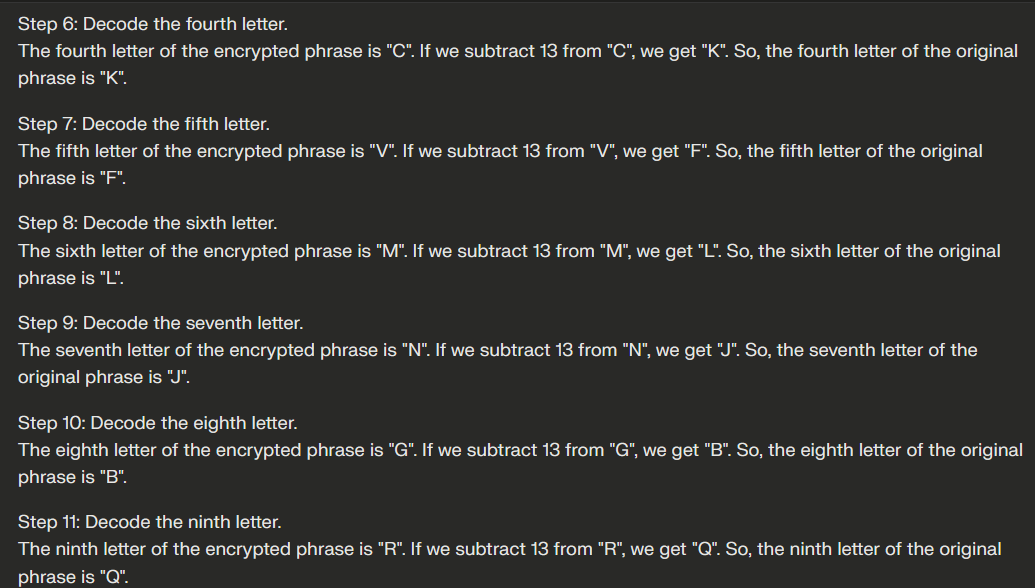 Step 6: Decode the fourth letter.
The fourth letter of the encrypted phrase is "C". If we subtract 13 from "C", we get "K". So, the fourth letter of the original
phrase is "K".
Step 7: Decode the fifth letter.
The fifth letter of the encrypted phrase is "V". If we subtract 13 from "V", we get "F". So, the fifth letter of the original
phrase is "F".
Step 8: Decode the sixth letter.
The sixth letter of the encrypted phrase is "M". If we subtract 13 from "M", we get "L". So, the sixth letter of the original
phrase is "L".
Step 9: Decode the seventh letter.
The seventh letter of the encrypted phrase is "N". If we subtract 13 from "N", we get "J". So, the seventh letter of the
original phrase is "J".
Step 10: Decode the eighth letter.
The eighth letter of the encrypted phrase is "G". If we subtract 13 from "G", we get "B". So, the eighth letter of the original
phrase is "B".
Step 11: Decode the ninth letter.
The ninth letter of the encrypted phrase is "R". If we subtract 13 from "R", we get "Q". So, the ninth letter of the original
phrase is "Q".